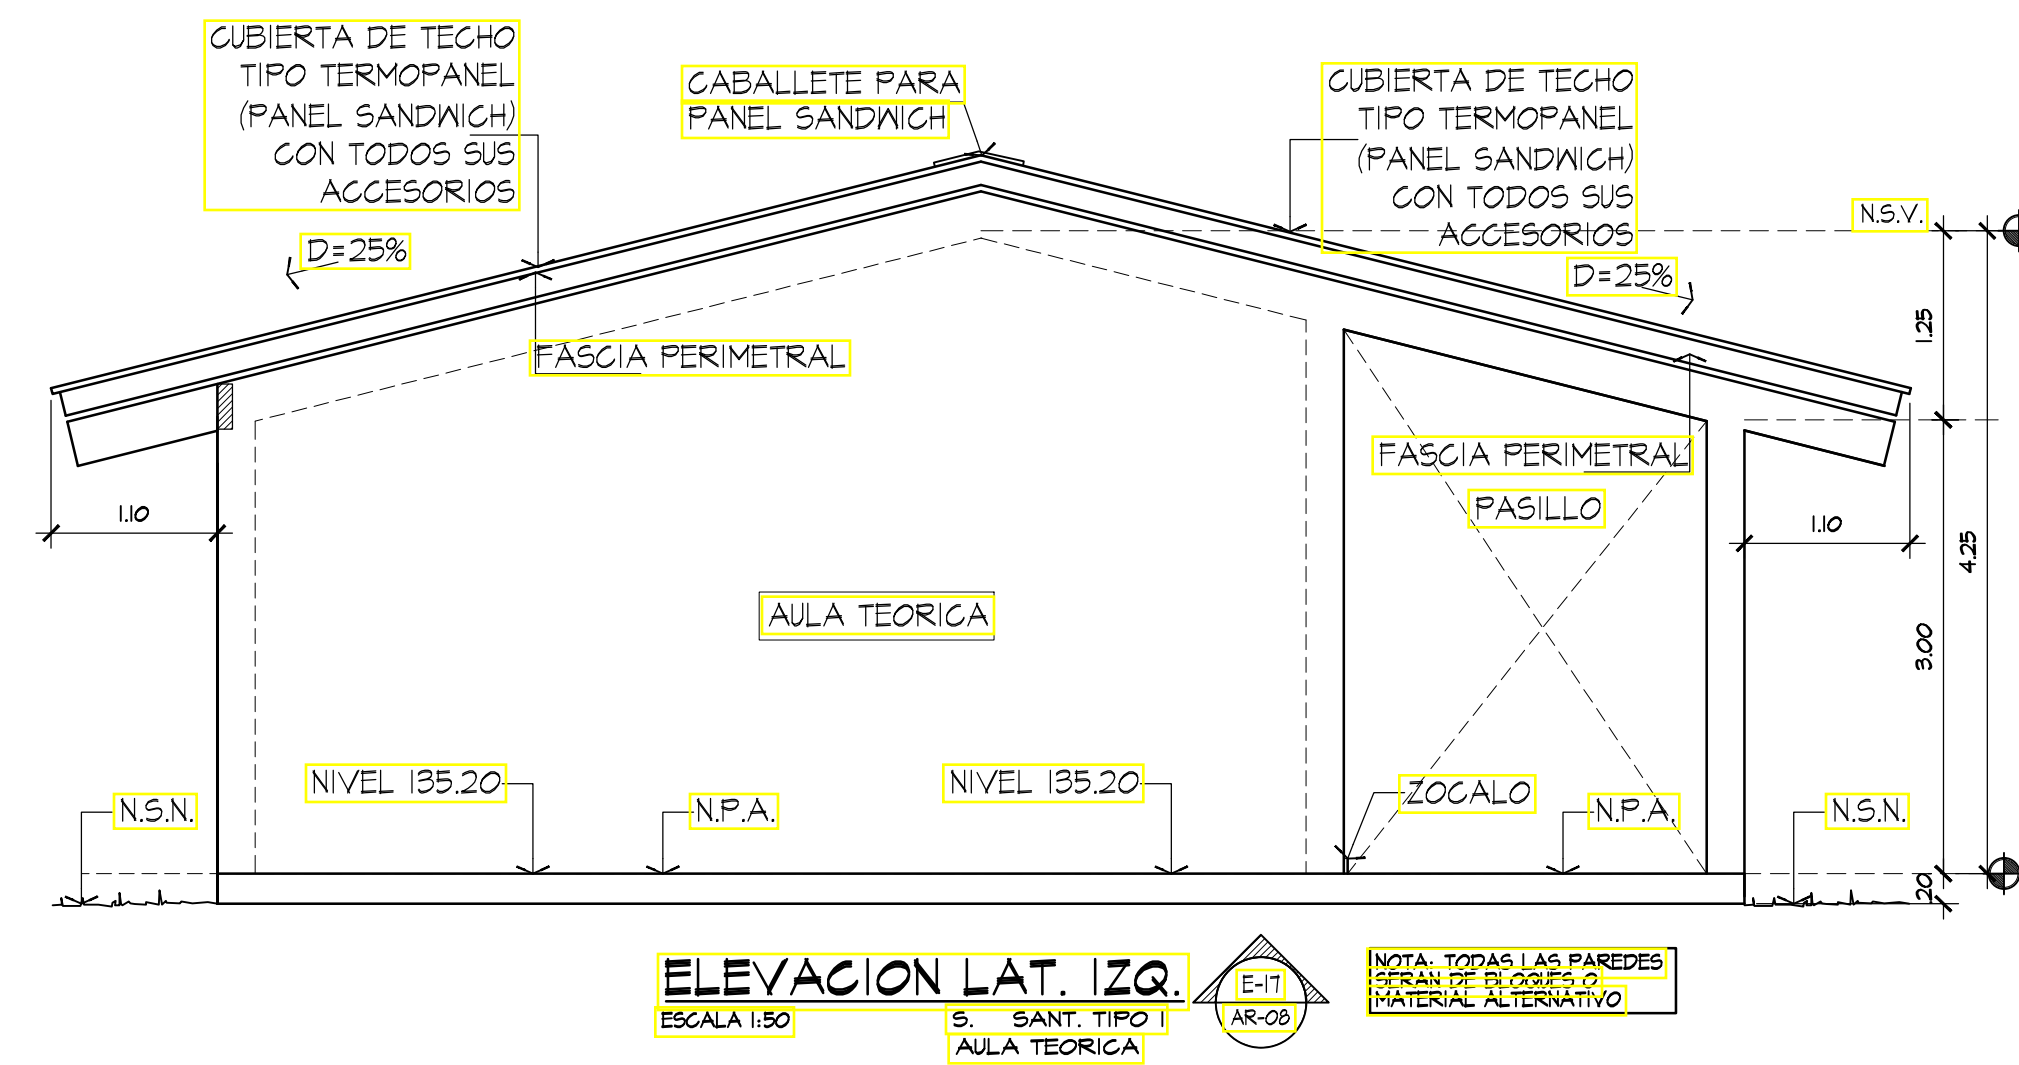 CUBIERTA DE TECHO
TIPO TERMOPANEL
(PANEL SANDWICH)
CON TODOS SUS
ACCESORIOS
CABALLETE PARA
PANEL SANDWICH
CUBIERTA DE TECHO
TIPO TERMOPANEL
(PANEL SANDWICH)
CON TODOS SUS
ACCESORIOS
N.S.V.
D=25%
D=25%
1.25
FASCIA PERIMETRAL
FASCIA PERIMETRAL
PASILLO
1.10
1.10
4.25
AULA TEORICA
3.00
NIVEL 135.20
NIVEL 135.20
ZOCALO
N.S.N.
N.P.A.
N.P.A.
N.S.N.
.20
ELEVACION LAT. IZQ.
E-17
NOTA: TODAS LAS PAREDES
SERAN DE BLOQUES O
MATERIAL ALTERNATIVO
ESCALA 1:50
S. SANT. TIPO 1
AR-08
AULA TEORICA